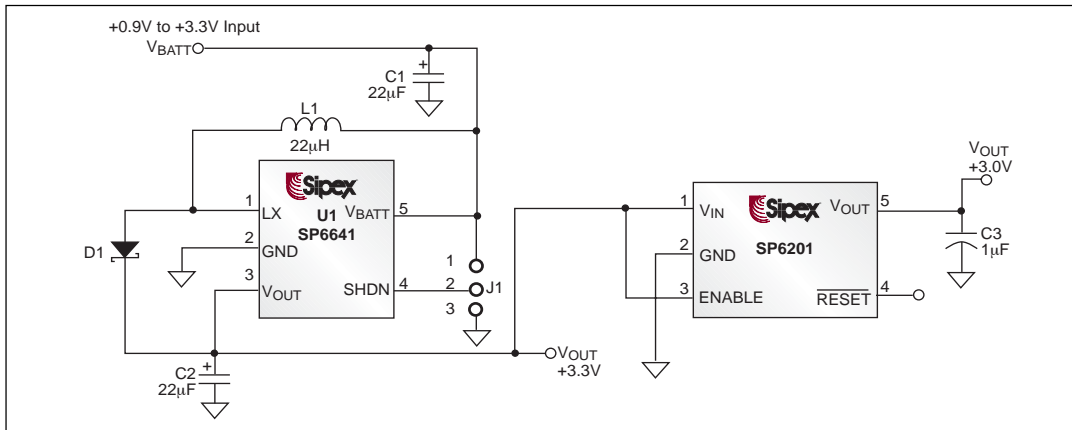 +0.9V to +3.3V Input
VBATT
C1
22μF
L1
22μH
Sipex
U1
SP6641
1 LX
VBATT 5
2 GND
3 VOUT
SHDN 4
D1
1
2 J1
3
C2
22μF
VOUT
+3.3V
Sipex
SP6201
1 VIN
VOUT 5
2 GND
3 ENABLE
RESET 4
VOUT
+3.0V
C3
1μF
+
+